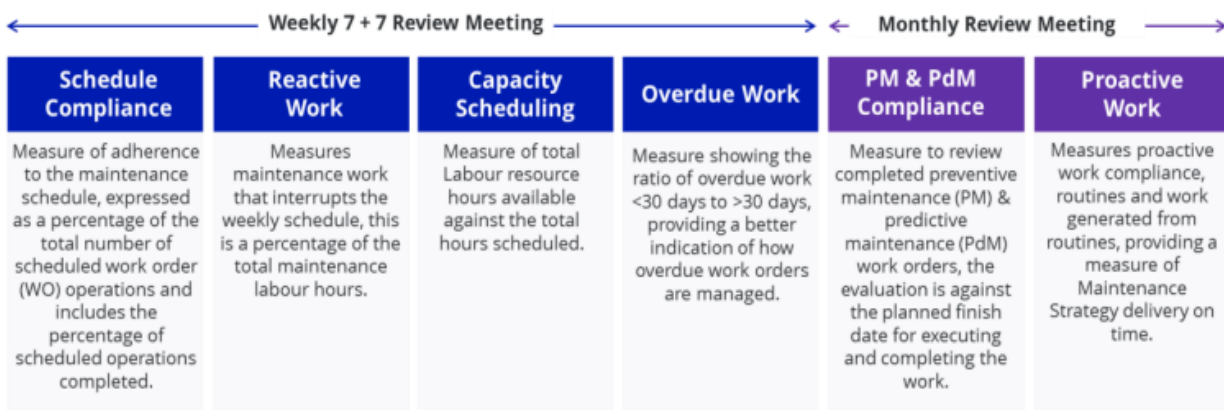 Weekly 7 + 7 Review Meeting
Monthly Review Meeting
Schedule
Compliance
Measure of adherence
to the maintenance
schedule, expressed
as a percentage of the
total number of
scheduled work order
(WO) operations and
includes the
percentage of
scheduled operations
completed.
Reactive
Work
Measures
maintenance work
that interrupts the
weekly schedule, this
is a percentage of the
total maintenance
labour hours.
Capacity
Scheduling
Measure of total
Labour resource
hours available
against the total
hours scheduled.
Overdue Work
Measure showing the
ratio of overdue work
<30 days to >30 days,
providing a better
indication of how
overdue work orders
are managed.
PM & PdM
Compliance
Measure to review
completed preventive
maintenance (PM) &
predictive
maintenance (PdM)
work orders, the
evaluation is against
the planned finish
date for executing
and completing the
work.
Proactive
Work
Measures proactive
work compliance,
routines and work
generated from
routines, providing a
measure of
Maintenance
Strategy delivery on
time.